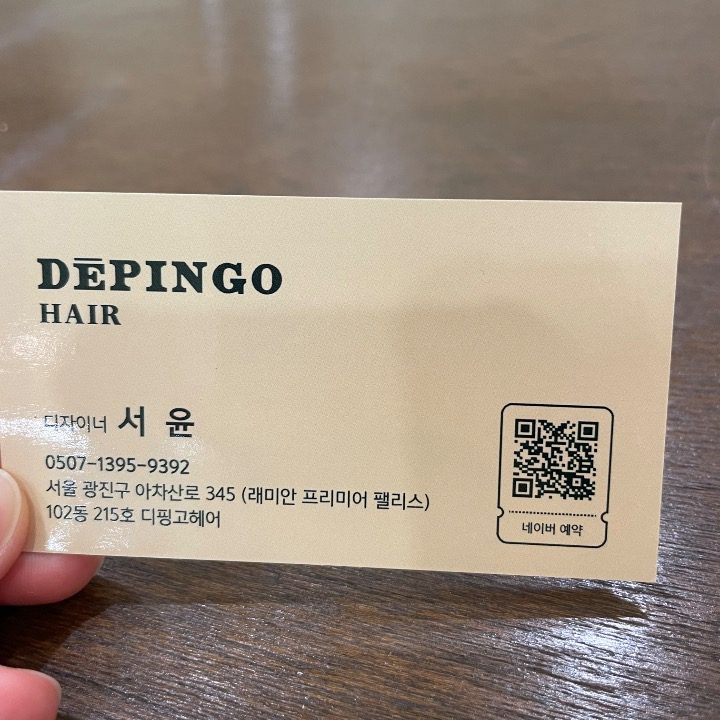 DĒPINGO
HAIR
디자이너 서 윤
0507-1395-9392
서울 광진구 아차산로 345 (래미안 프리미어 팰리스)
102동 215호 디핑고헤어
네이버 예약